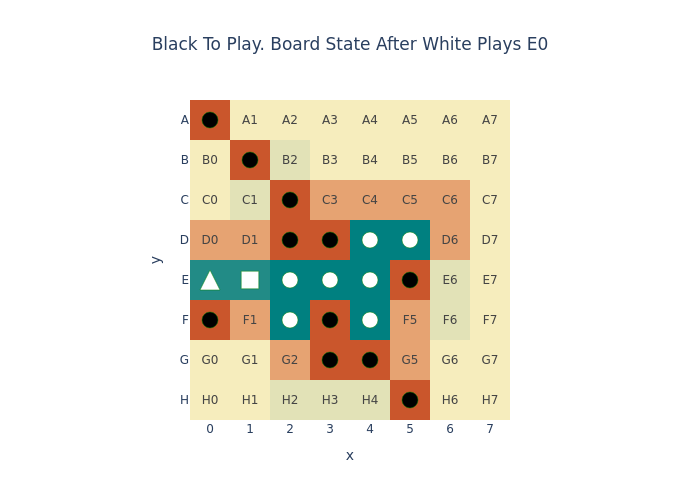 Black To Play. Board State After White Plays E0
A A1 A2 A3 A4 A5 A6 A7
B B0 B2 B3 B4 B5 B6 B7
C C0 C1 C3 C4 C5 C6 C7
D D0 D1 D6 D7
y
E E6 E7
F F1 F5 F6 F7
G G0 G1 G2 G5 G6 G7
H H0 H1 H2 H3 H4 H6 H7
0 1 2 3 4 5 6 7
x